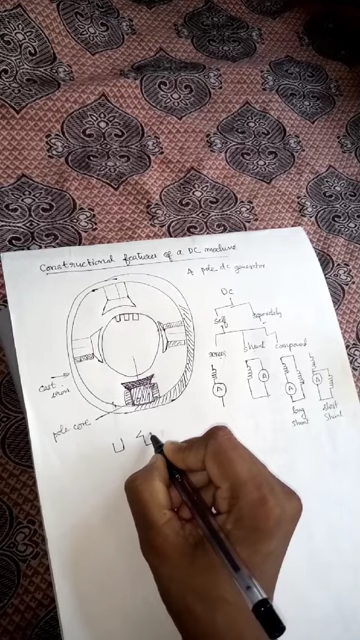 Constructional features of a DC machine
4 pole dc generator
DC
self
seperately
series
shunt
compound
A
A
A
A
cast iron
long shunt
short shunt
pole core
U